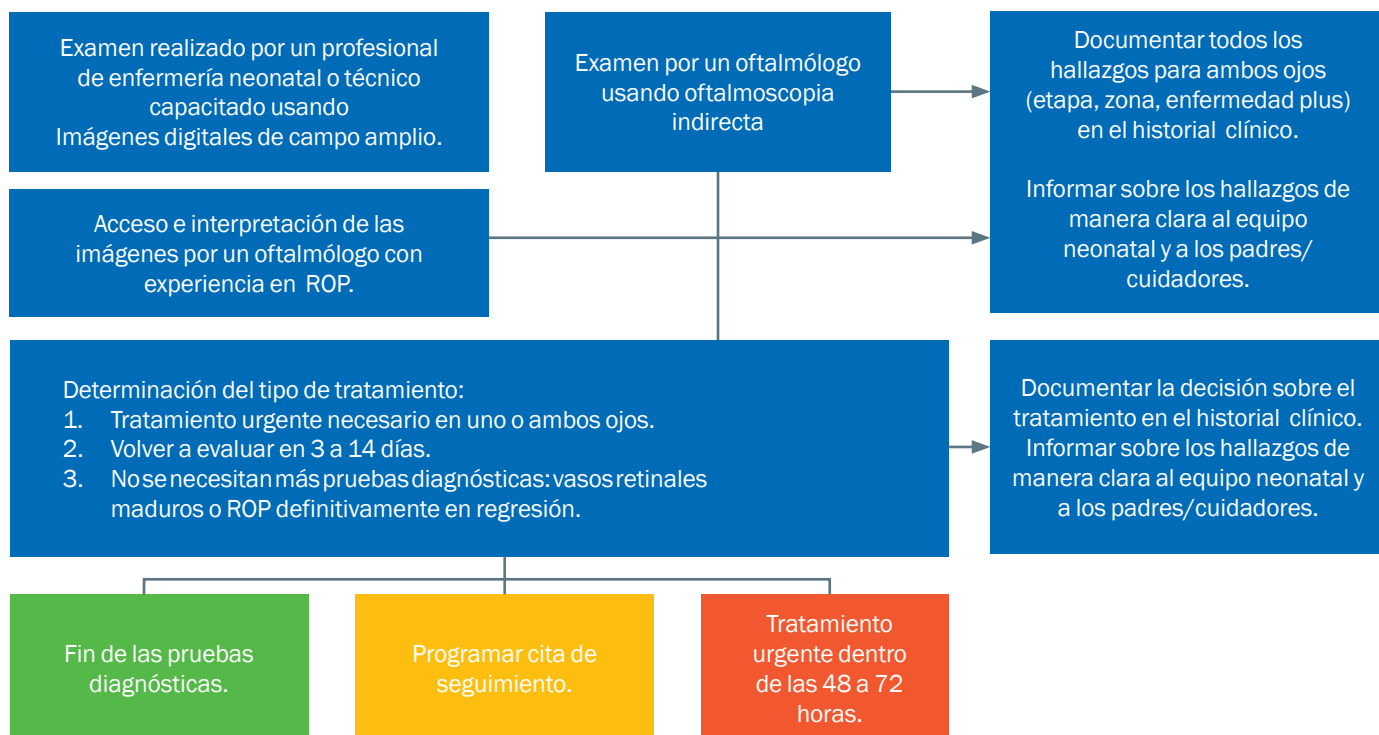 Examen realizado por un profesional
de enfermería neonatal o técnico
capacitado usando
Imágenes digitales de campo amplio.
Examen por un oftalmólogo
usando oftalmoscopia
indirecta
Documentar todos los
hallazgos para ambos ojos
(etapa, zona, enfermedad plus)
en el historial clínico.
Informar sobre los hallazgos de
manera clara al equipo
neonatal y a los padres/
cuidadores.
Acceso e interpretación de las
imágenes por un oftalmólogo con
experiencia en ROP.
Determinación del tipo de tratamiento:
1. Tratamiento urgente necesario en uno o ambos ojos.
2. Volver a evaluar en 3 a 14 días.
3. No se necesitan más pruebas diagnósticas: vasos retinales
maduros o ROP definitivamente en regresión.
Documentar la decisión sobre el
tratamiento en el historial clínico.
Informar sobre los hallazgos de
manera clara al equipo neonatal y
a los padres/cuidadores.
Fin de las pruebas
diagnósticas.
Programar cita de
seguimiento.
Tratamiento
urgente dentro
de las 48 a 72
horas.